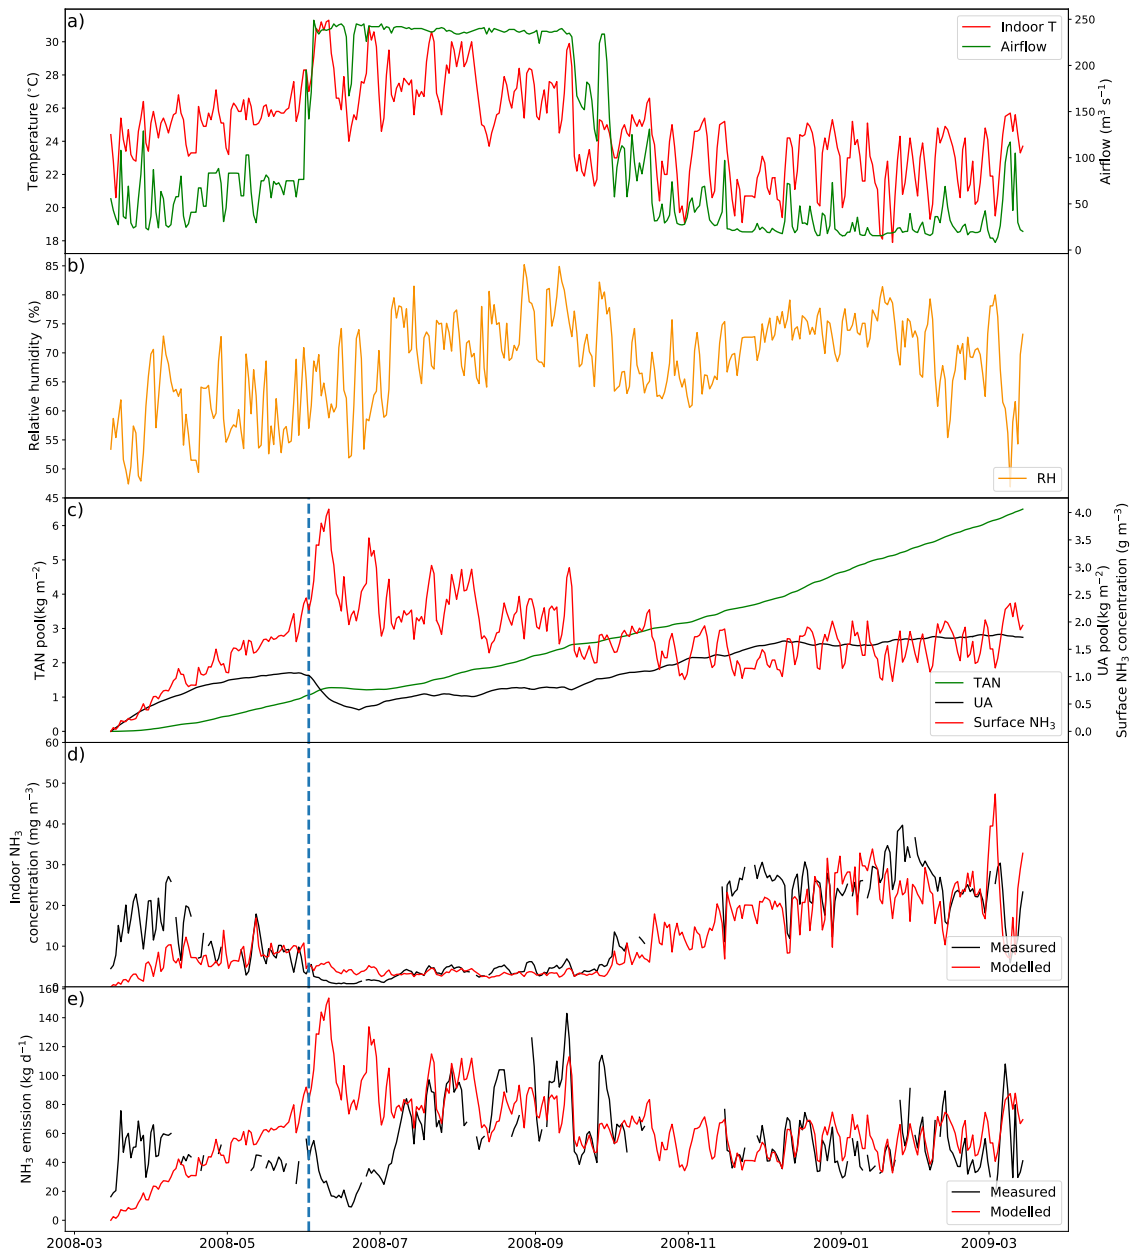 a)
Temperature (°C)
30
28
26
24
22
20
18
Indoor T
Airflow
250
200
150
100
50
0
Airflow (m³ s⁻¹)
b)
Relative humidity (%)
85
80
75
70
65
60
55
50
45
RH
c)
TAN pool(kg m⁻²)
6
5
4
3
2
1
0
TAN
UA
Surface NH₃
4.0
3.5
3.0
2.5
2.0
1.5
1.0
0.5
0.0
UA pool(kg m⁻²)
Surface NH₃ concentration (g m⁻³)
d)
Indoor NH₃
concentration (mg m⁻³)
60
50
40
30
20
10
0
Measured
Modelled
e)
NH₃ emission (kg d⁻¹)
160
140
120
100
80
60
40
20
0
Measured
Modelled
2008-03
2008-05
2008-07
2008-09
2008-11
2009-01
2009-03